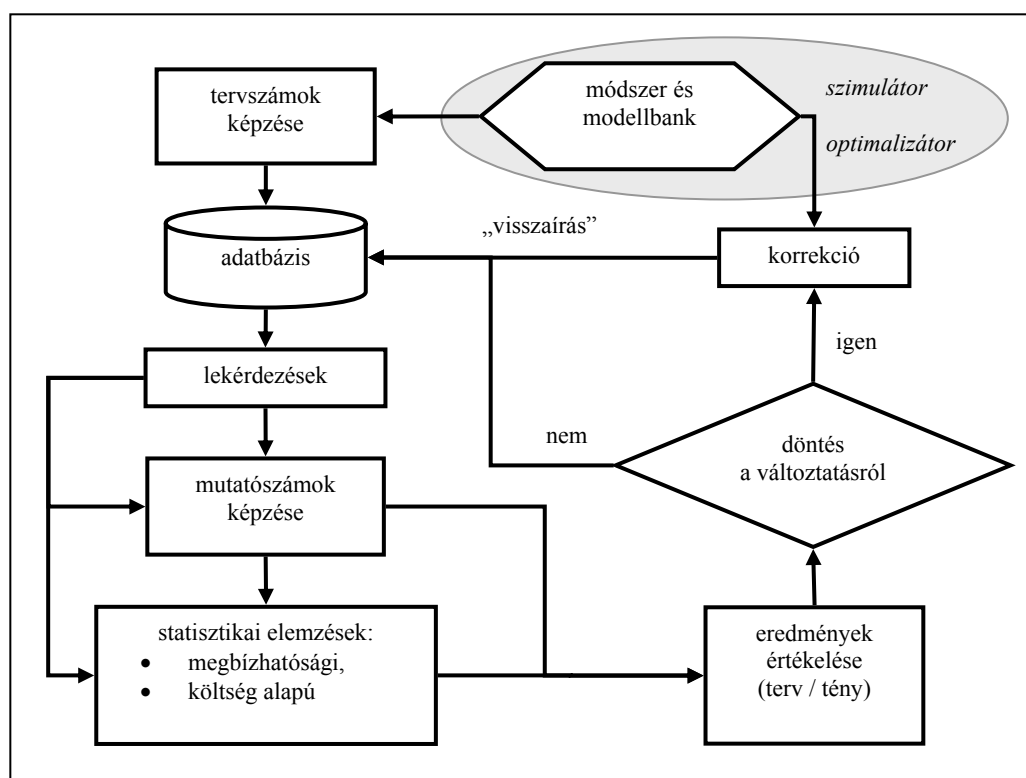 tervszámok
képzése
módszer és
modellbank
szimulátor
optimalizátor
„visszaírás”
adatbázis
korrekció
igen
lekérdezések
nem
döntés
a változtatásról
mutatószámok
képzése
statisztikai elemzések:
• megbízhatósági,
• költség alapú
eredmények
értékelése
(terv / tény)